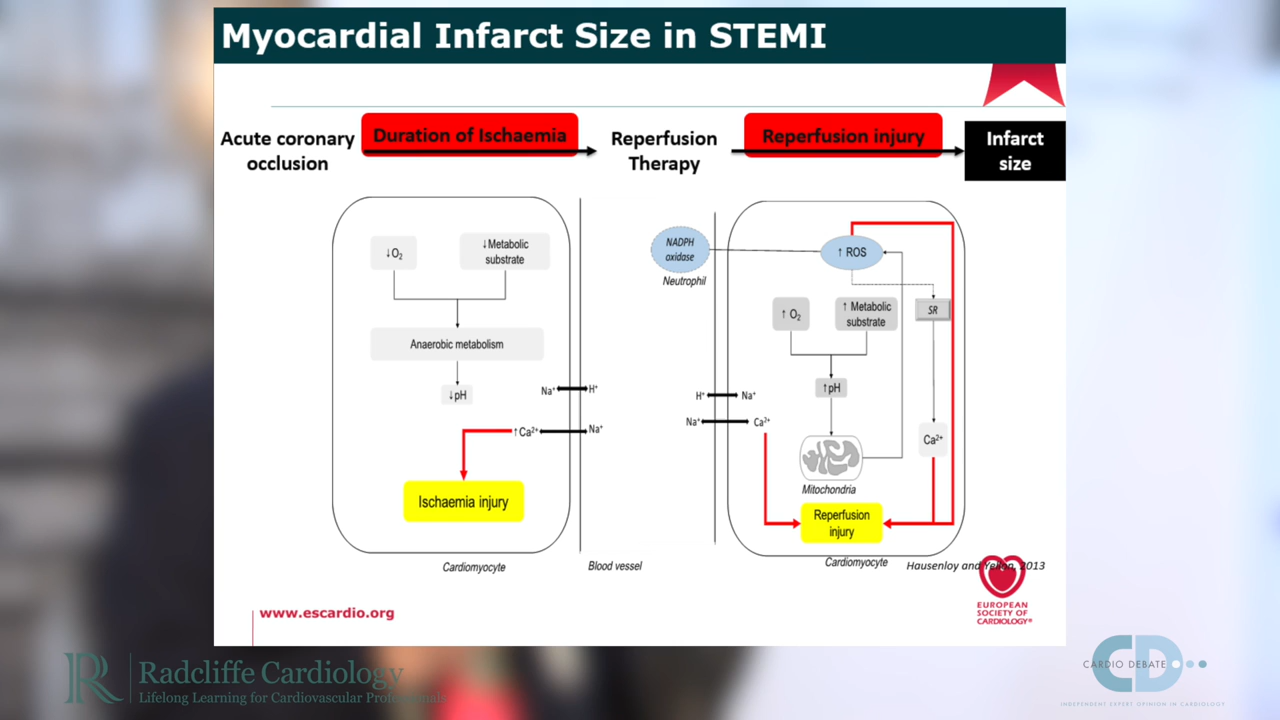 Myocardial Infarct Size in STEMI
Acute coronary
occlusion
Duration of Ischaemia
Reperfusion
Therapy
Reperfusion injury
Infarct
size
↓O₂
↓Metabolic
substrate
Anaerobic metabolism
↓pH
Na⁺
H⁺
↑Ca²⁺
Na⁺
Ischaemia injury
Cardiomyocyte
Blood vessel
NADPH
oxidase
Neutrophil
↑ ROS
↑ O₂
↑ Metabolic
substrate
SR
↑pH
H⁺
Na⁺
Na⁺
Ca²⁺
Ca²⁺
Mitochondria
Reperfusion
injury
Cardiomyocyte
Hausenloy and Yellon, 2013
www.escardio.org
EUROPEAN
SOCIETY OF
CARDIOLOGY®
R
Radcliffe Cardiology
Lifelong Learning for Cardiovascular Professionals
CARDIO DEBATE
CD
INDEPENDENT EXPERT OPINION IN CARDIOLOGY